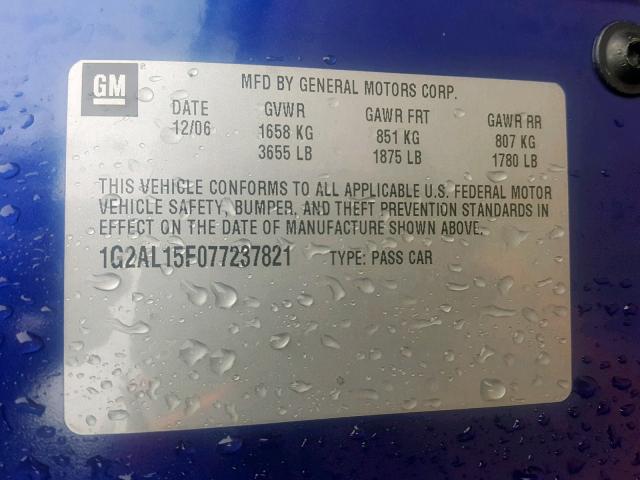 GM
MFD BY GENERAL MOTORS CORP.
DATE GVWR GAWR FRT GAWR RR
12/06 1658 KG 851 KG 807 KG
3655 LB 1875 LB 1780 LB
THIS VEHICLE CONFORMS TO ALL APPLICABLE U.S. FEDERAL MOTOR
VEHICLE SAFETY, BUMPER, AND THEFT PREVENTION STANDARDS IN
EFFECT ON THE DATE OF MANUFACTURE SHOWN ABOVE.
1G2AL15F077237821 TYPE: PASS CAR